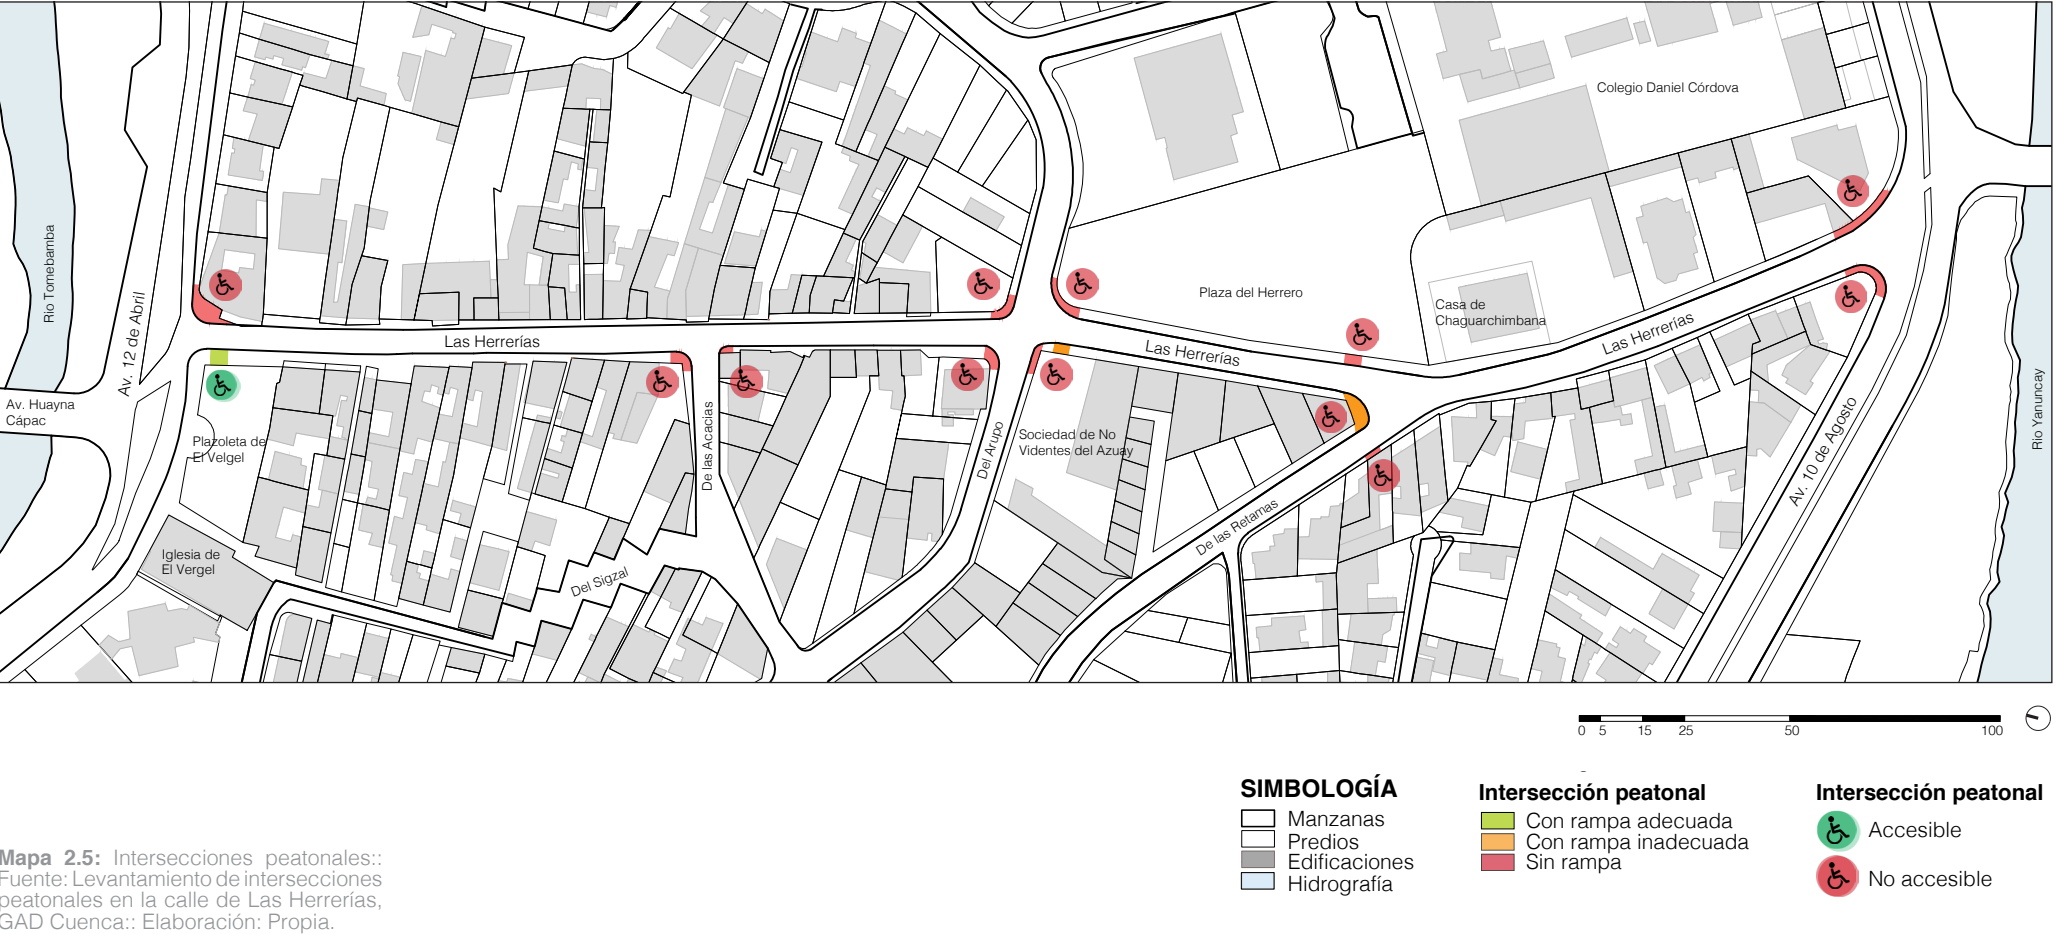 Colegio Daniel Córdova
Rio Tomebamba
Av. 12 de Abril
Plaza del Herrero
Casa de
Chaguarchimbana
Las Herrerías
Las Herrerías
Las Herrerías
Av. Huayna
Cápac
Plazoleta de
El Velgel
De las Acacias
Del Arupo
Sociedad de No
Videntes del Azuay
Av. 10 de Agosto
Rio Yanuncay
De las Retamas
Iglesia de
El Vergel
Del Sigzal
0 5 15 25 50 100
SIMBOLOGÍA
Manzanas
Predios
Edificaciones
Hidrografía
Intersección peatonal
Con rampa adecuada
Con rampa inadecuada
Sin rampa
Intersección peatonal
Accesible
No accesible
Mapa 2.5: Intersecciones peatonales::
Fuente: Levantamiento de intersecciones
peatonales en la calle de Las Herrerías,
GAD Cuenca:: Elaboración: Propia.